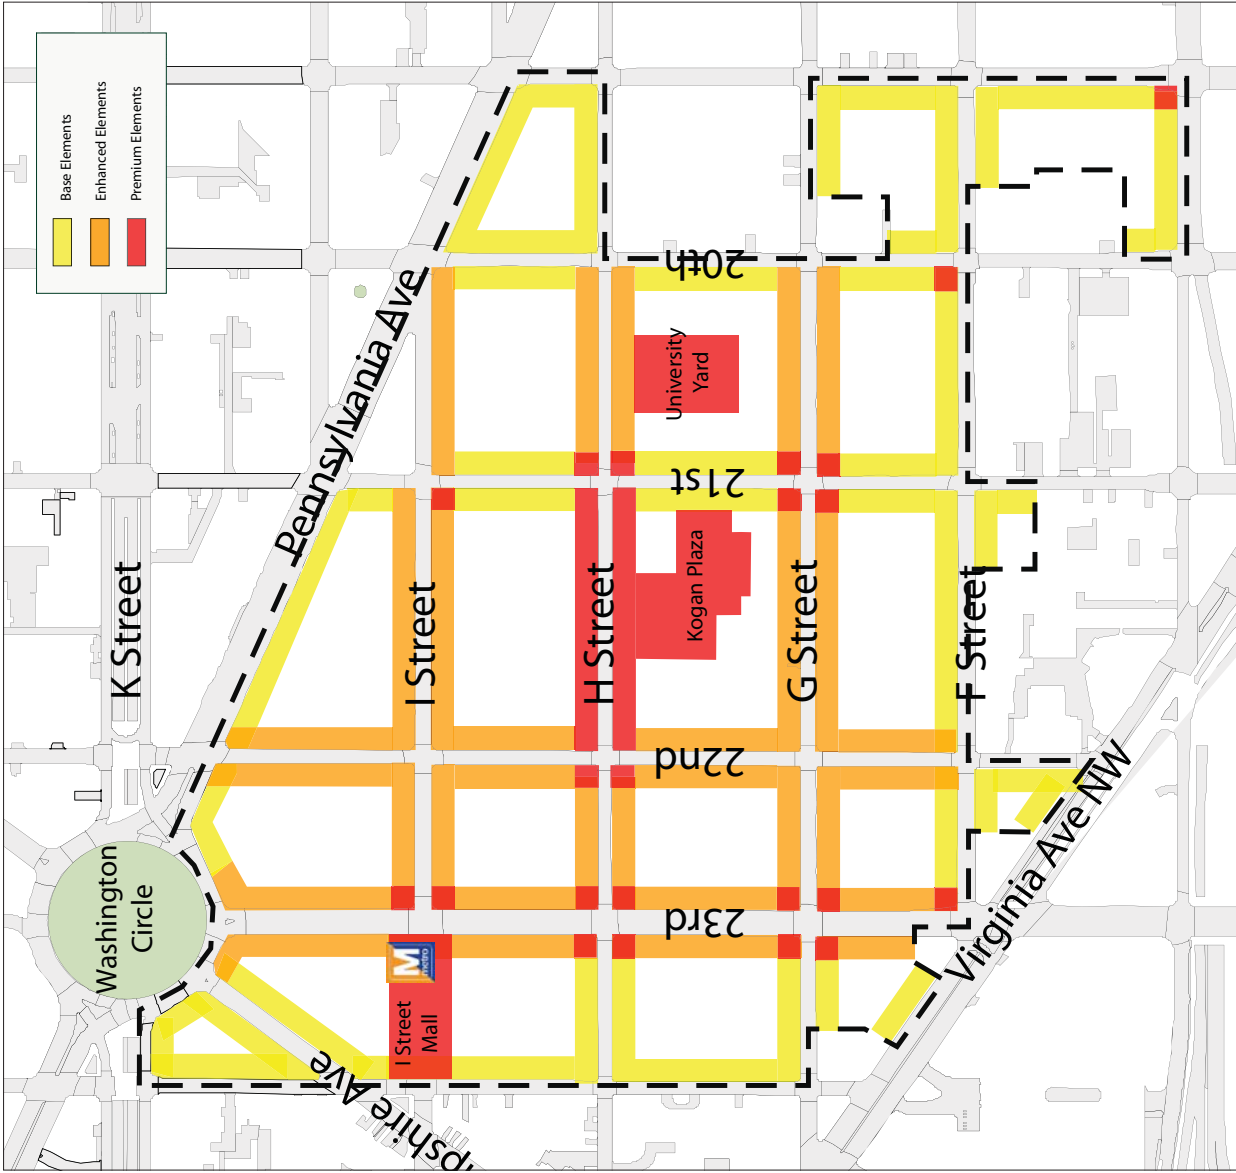 Base Elements
Enhanced Elements
Premium Elements
Pennsylvania Ave
20th
University
Yard
21st
K Street
I Street
H Street
Kogan Plaza
G Street
F Street
22nd
Washington
Circle
23rd
Virginia Ave NW
M
metro
I Street
Mall
pshire Ave